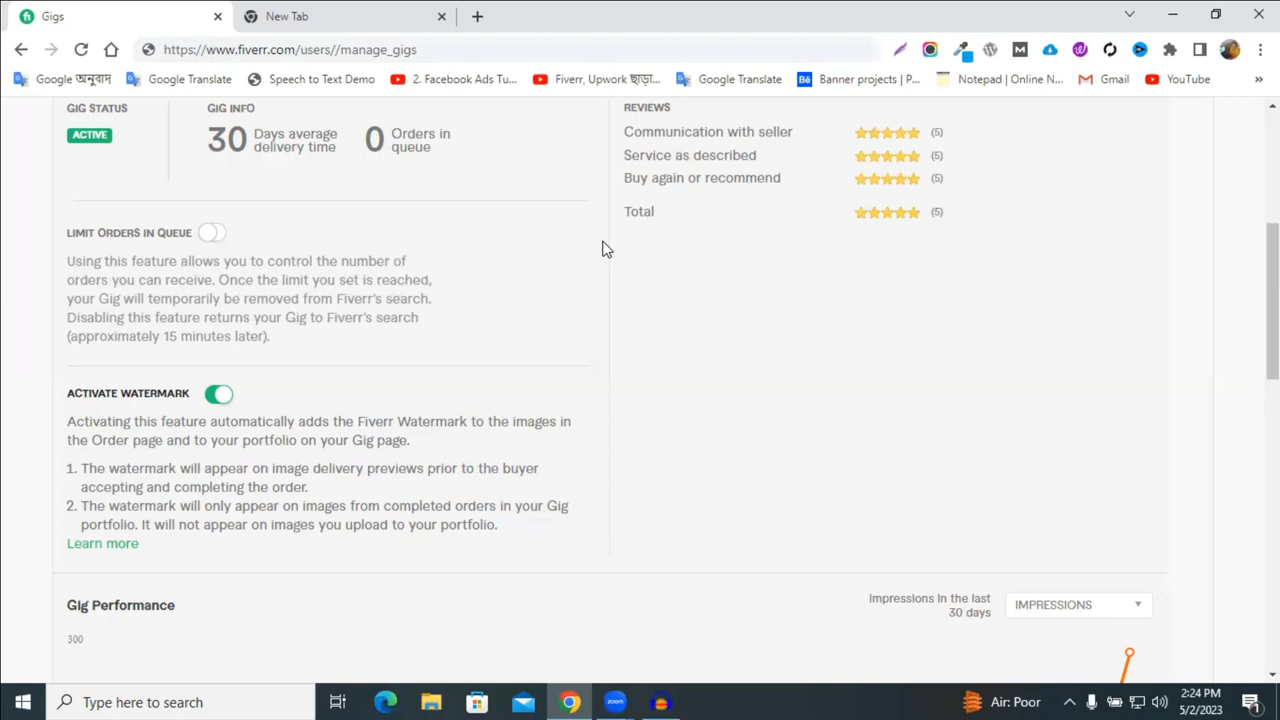 Gigs
New Tab
https://www.fiverr.com/users//manage_gigs
Google অনুবাদ
Google Translate
Speech to Text Demo
2. Facebook Ads Tu...
Fiverr, Upwork ছাড়া...
Google Translate
Banner projects | P...
Notepad | Online N...
Gmail
YouTube
GIG STATUS
GIG INFO
ACTIVE
30 Days average delivery time
0 Orders in queue
REVIEWS
Communication with seller (5)
Service as described (5)
Buy again or recommend (5)
Total (5)
LIMIT ORDERS IN QUEUE
Using this feature allows you to control the number of
orders you can receive. Once the limit you set is reached,
your Gig will temporarily be removed from Fiverr's search.
Disabling this feature returns your Gig to Fiverr's search
(approximately 15 minutes later).
ACTIVATE WATERMARK
Activating this feature automatically adds the Fiverr Watermark to the images in
the Order page and to your portfolio on your Gig page.
1. The watermark will appear on image delivery previews prior to the buyer
accepting and completing the order.
2. The watermark will only appear on images from completed orders in your Gig
portfolio. It will not appear on images you upload to your portfolio.
Learn more
Gig Performance
Impressions In the last
30 days
IMPRESSIONS
300
Type here to search
zoom
Air: Poor
2:24 PM
5/2/2023
1